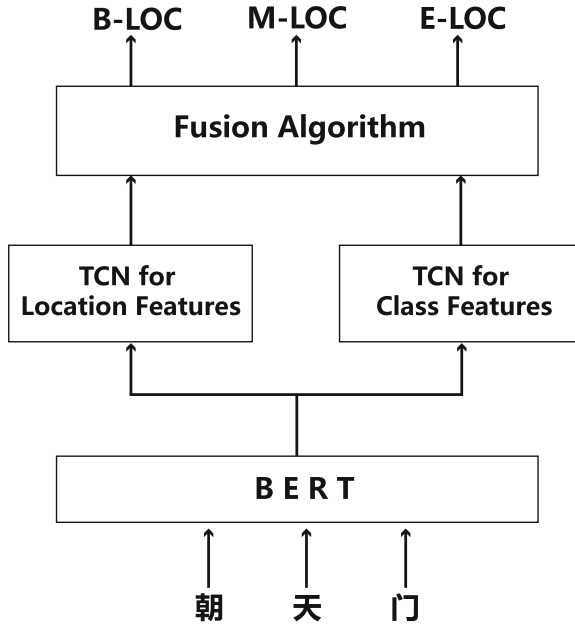 B-LOC M-LOC E-LOC
Fusion Algorithm
TCN for
Location Features
TCN for
Class Features
B E R T
朝 天 门